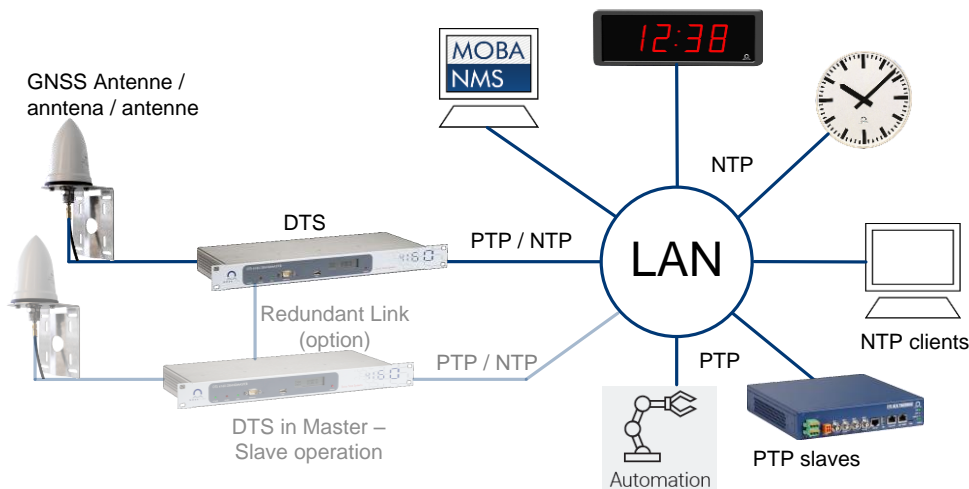 MOBA
NMS
12:38
GNSS Antenne /
anntena / antenne
NTP
DTS
PTP / NTP
LAN
Redundant Link
(option)
PTP / NTP
PTP
NTP clients
DTS in Master –
Slave operation
PTP slaves
Automation